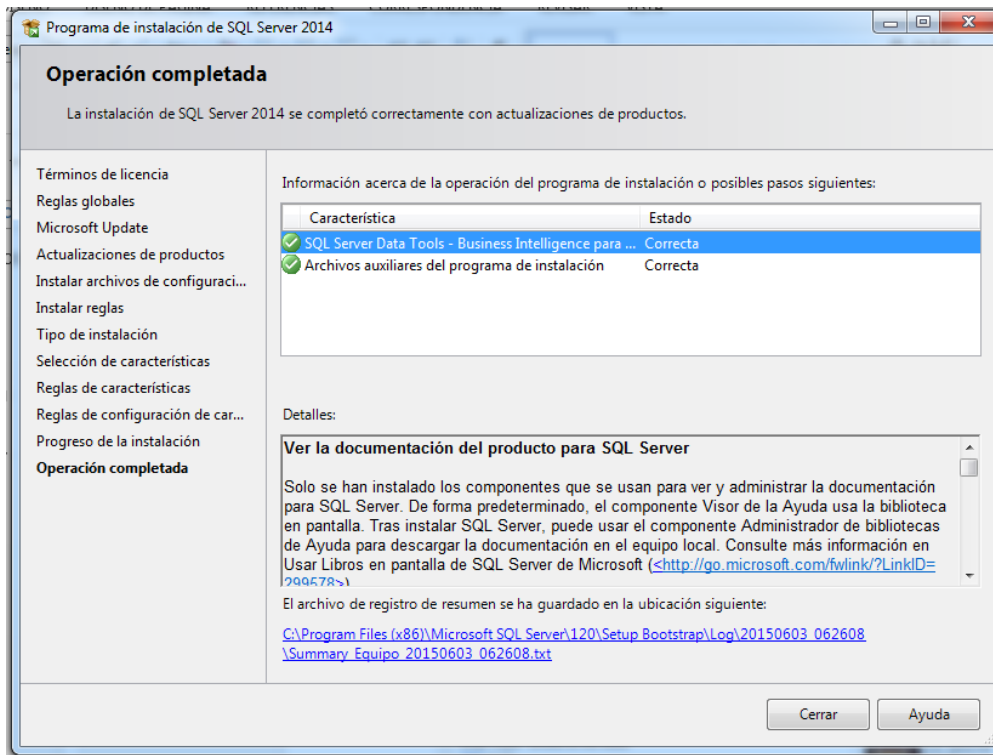 Programa de instalación de SQL Server 2014
Operación completada
La instalación de SQL Server 2014 se completó correctamente con actualizaciones de productos.
Términos de licencia
Reglas globales
Microsoft Update
Actualizaciones de productos
Instalar archivos de configuraci...
Instalar reglas
Tipo de instalación
Selección de características
Reglas de características
Reglas de configuración de car...
Progreso de la instalación
Operación completada
Información acerca de la operación del programa de instalación o posibles pasos siguientes:
Característica Estado
SQL Server Data Tools - Business Intelligence para ... Correcta
Archivos auxiliares del programa de instalación Correcta
Detalles:
Ver la documentación del producto para SQL Server
Solo se han instalado los componentes que se usan para ver y administrar la documentación
para SQL Server. De forma predeterminado, el componente Visor de la Ayuda usa la biblioteca
en pantalla. Tras instalar SQL Server, puede usar el componente Administrador de bibliotecas
de Ayuda para descargar la documentación en el equipo local. Consulte más información en
Usar Libros en pantalla de SQL Server de Microsoft (<http://go.microsoft.com/fwlink/?LinkID=
299578>)
El archivo de registro de resumen se ha guardado en la ubicación siguiente:
C:\Program Files (x86)\Microsoft SQL Server\120\Setup Bootstrap\Log\20150603_062608
\Summary_Equipo_20150603_062608.txt
Cerrar Ayuda